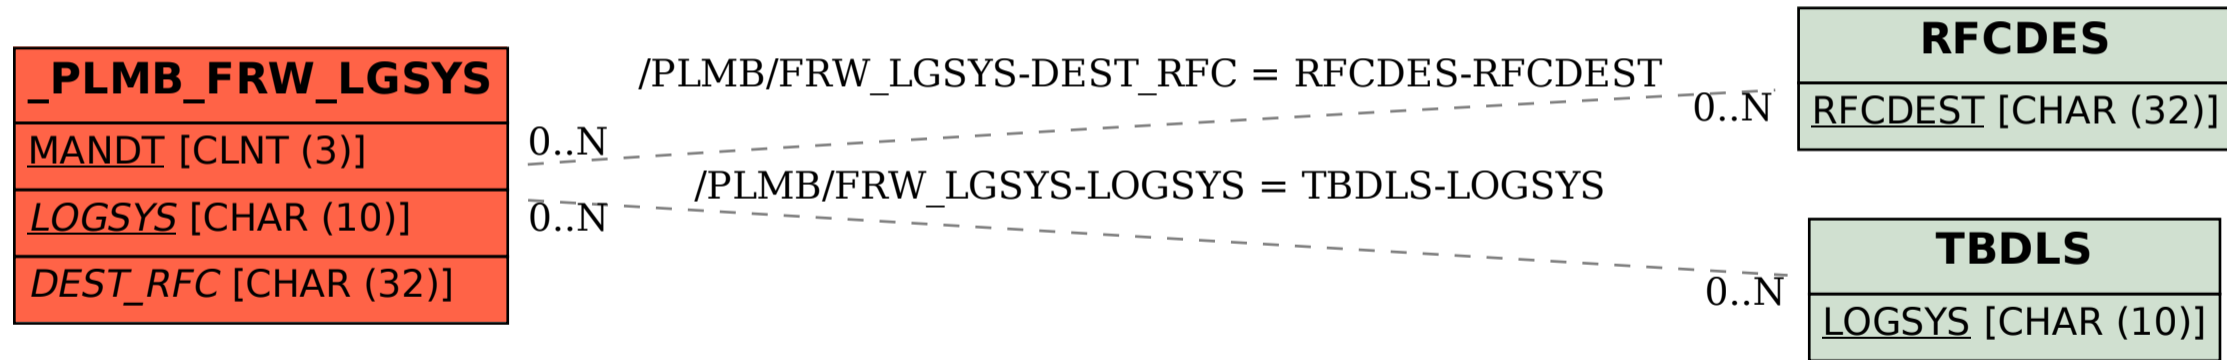 _PLMB_FRW_LGSYS
MANDT [CLNT (3)]
LOGSYS [CHAR (10)]
DEST_RFC [CHAR (32)]
/PLMB/FRW_LGSYS-DEST_RFC = RFCDES-RFCDEST
0..N
0..N
/PLMB/FRW_LGSYS-LOGSYS = TBDLS-LOGSYS
0..N
0..N
RFCDES
RFCDEST [CHAR (32)]
TBDLS
LOGSYS [CHAR (10)]